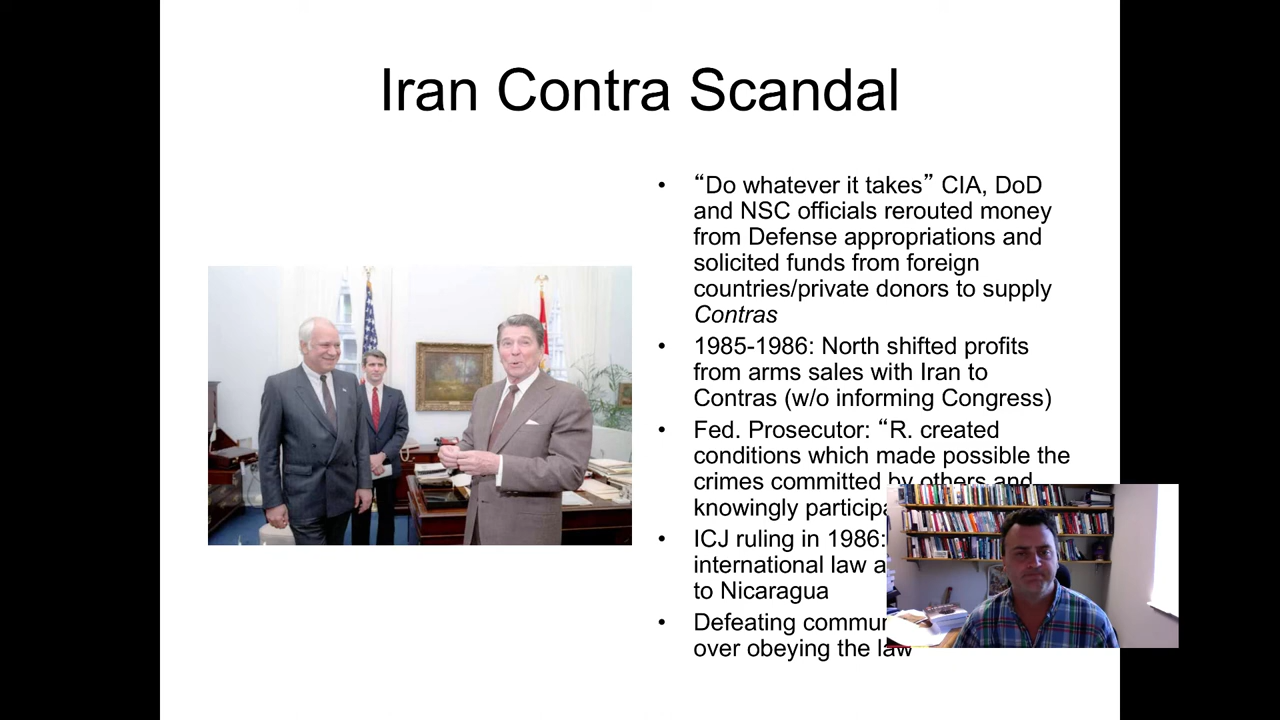 Iran Contra Scandal
• “Do whatever it takes” CIA, DoD
and NSC officials rerouted money
from Defense appropriations and
solicited funds from foreign
countries/private donors to supply
Contras
• 1985-1986: North shifted profits
from arms sales with Iran to
Contras (w/o informing Congress)
• Fed. Prosecutor: “R. created
conditions which made possible the
crimes committed by others and
knowingly
• ICJ ruling in 1986:
international law
to Nicaragua
• Defeating
over obeying the law